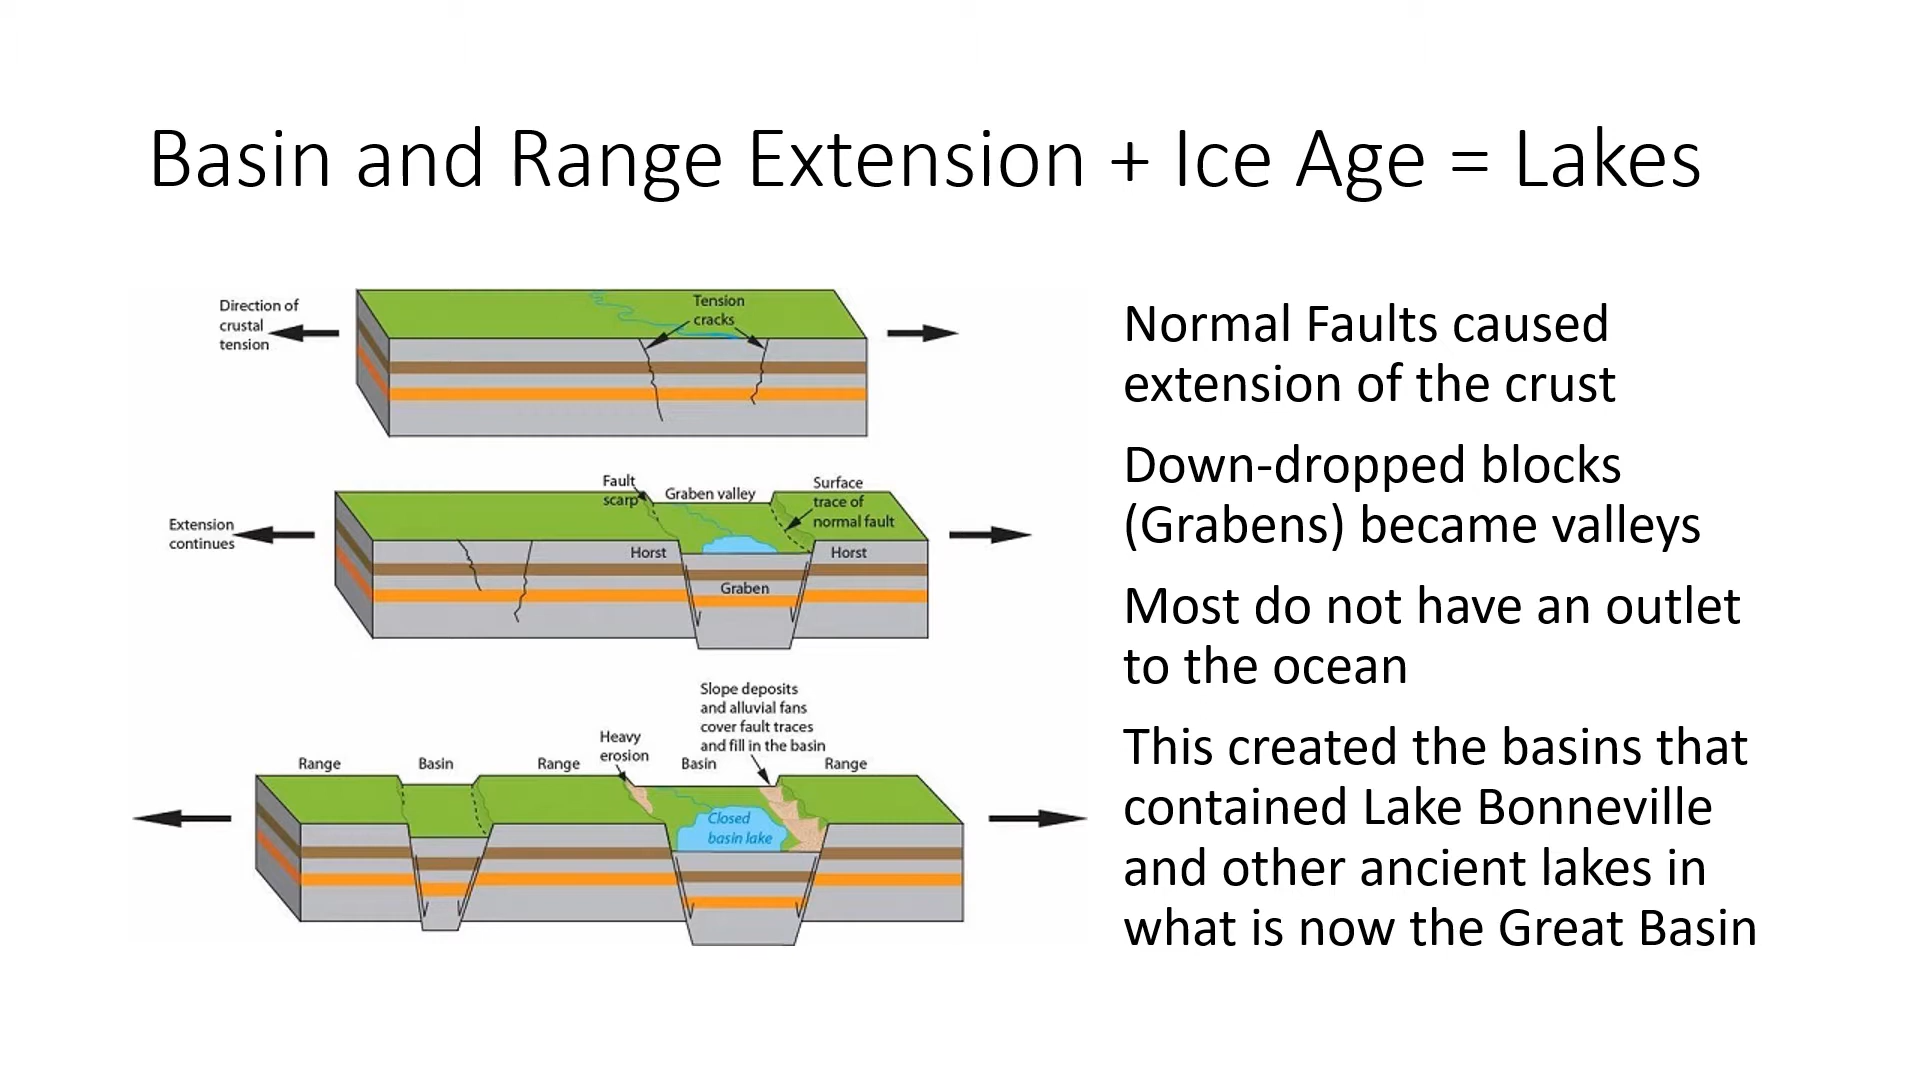 Basin and Range Extension + Ice Age = Lakes
Direction of
crustal
tension
Tension
cracks
Extension
continues
Fault
scarp
Graben valley
Surface
trace of
normal fault
Horst
Horst
Graben
Slope deposits
and alluvial fans
cover fault traces
and fill in the basin
Heavy
erosion
Range
Basin
Range
Basin
Range
Closed
basin lake
Normal Faults caused
extension of the crust
Down-dropped blocks
(Grabens) became valleys
Most do not have an outlet
to the ocean
This created the basins that
contained Lake Bonneville
and other ancient lakes in
what is now the Great Basin